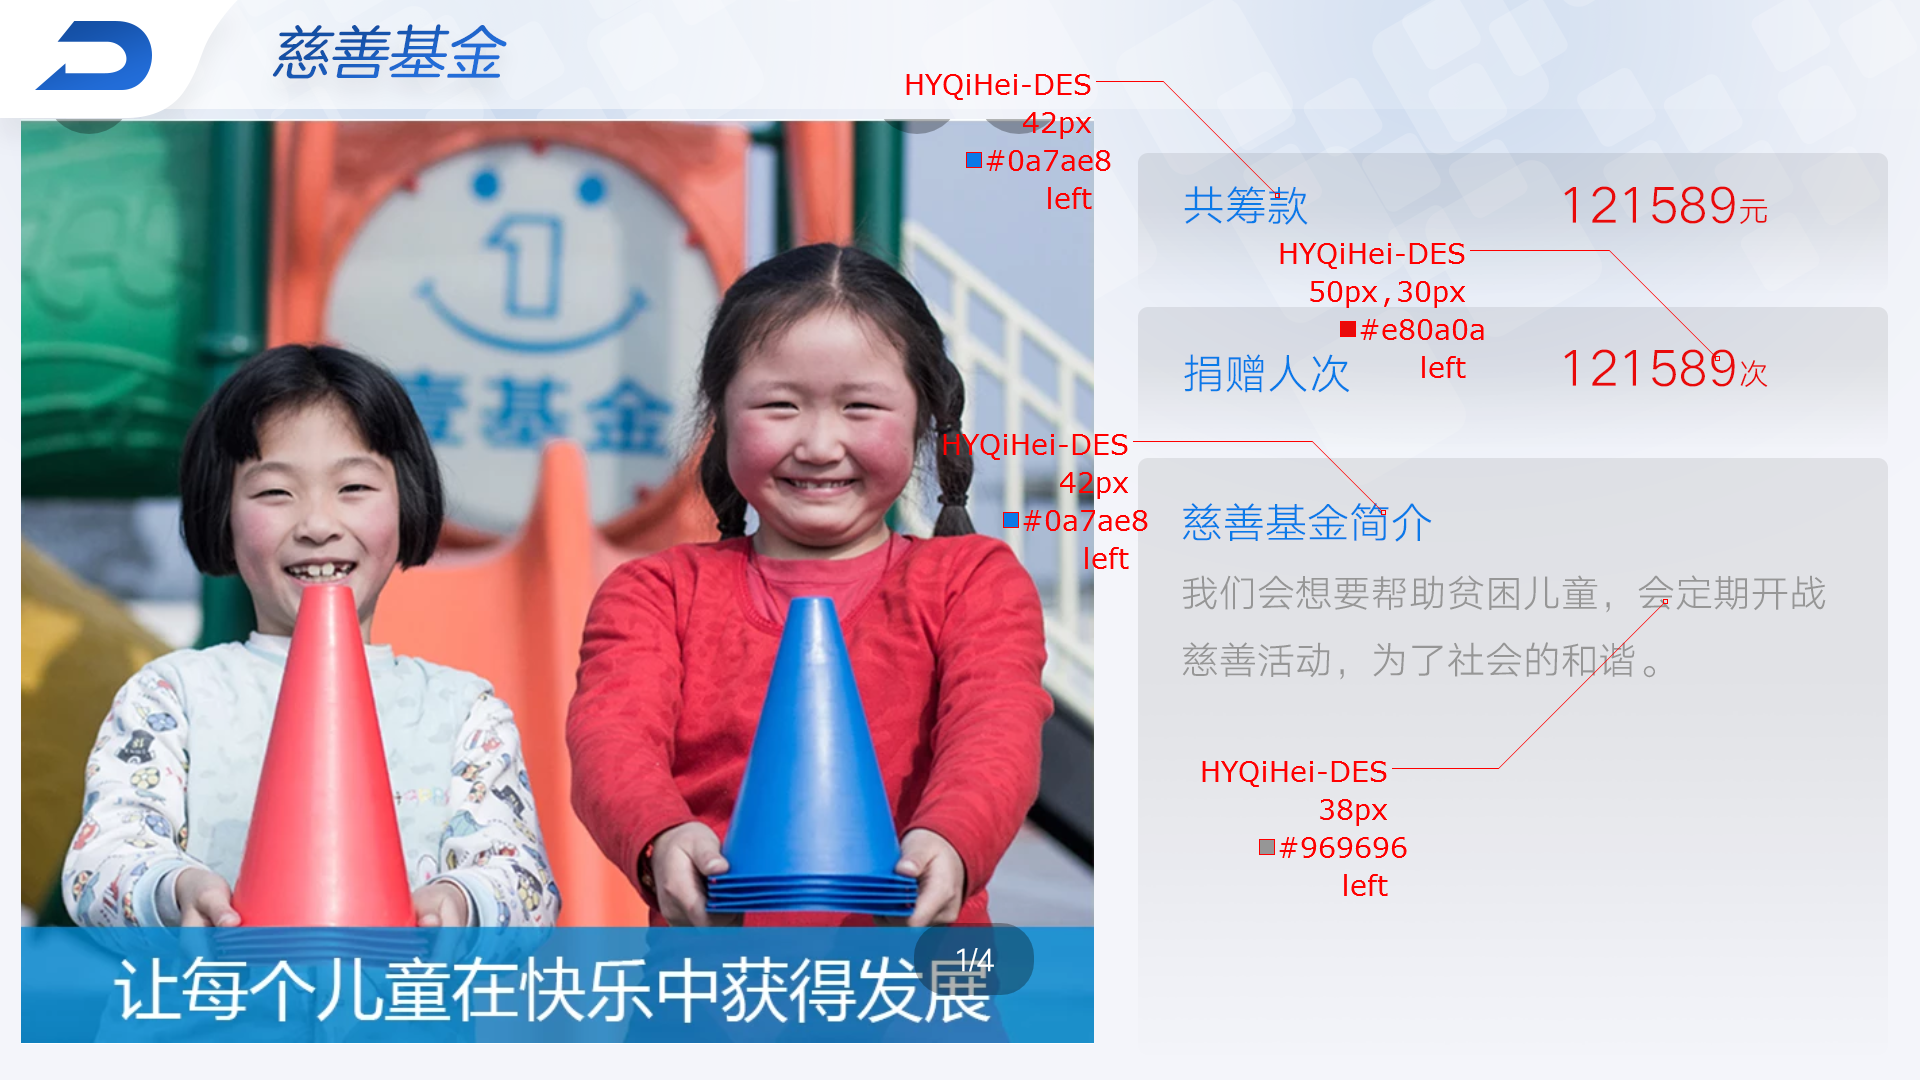 慈善基金
HYQiHei-DES
42px
#0a7ae8
left
共筹款
121589元
HYQiHei-DES
50px,30px
#e80a0a
left
捐赠人次
121589次
1
壹基金
HYQiHei-DES
42px
#0a7ae8
left
慈善基金简介
我们会想要帮助贫困儿童，会定期开战
慈善活动，为了社会的和谐。
HYQiHei-DES
38px
#969696
left
1/4
让每个儿童在快乐中获得发展